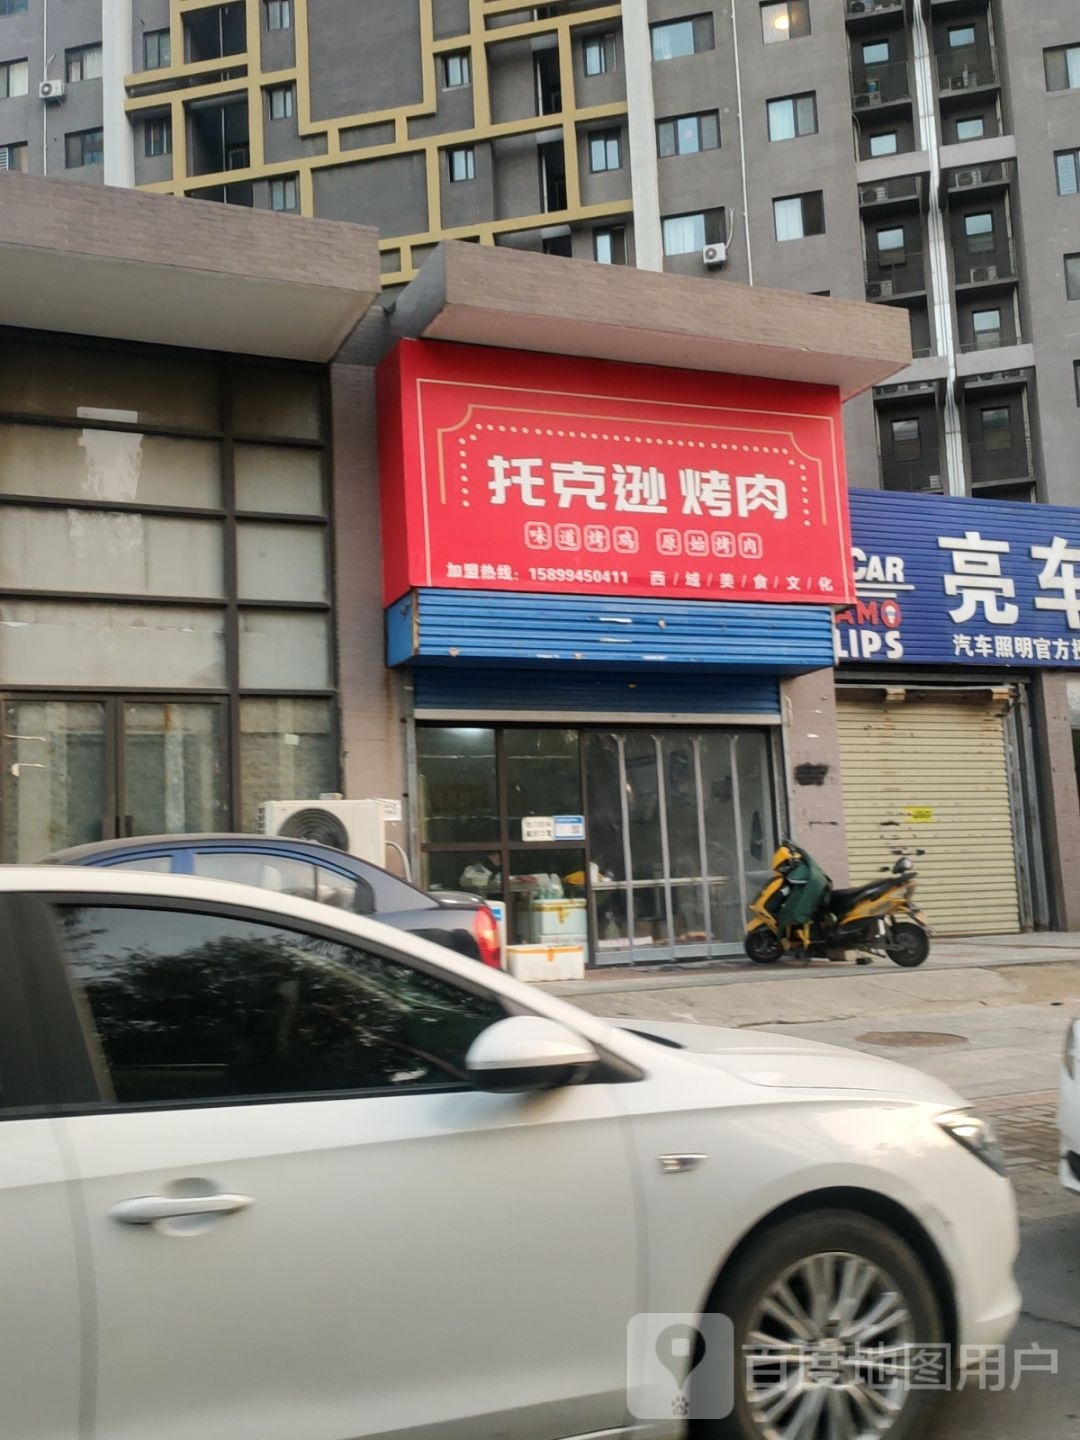 托克逊 烤肉
味道烤鸡 原始烤肉
加盟热线：15899450411 西/域/美/食/文/化
CAR
亮车
LIPS
汽车照明官方授
百度地图用户